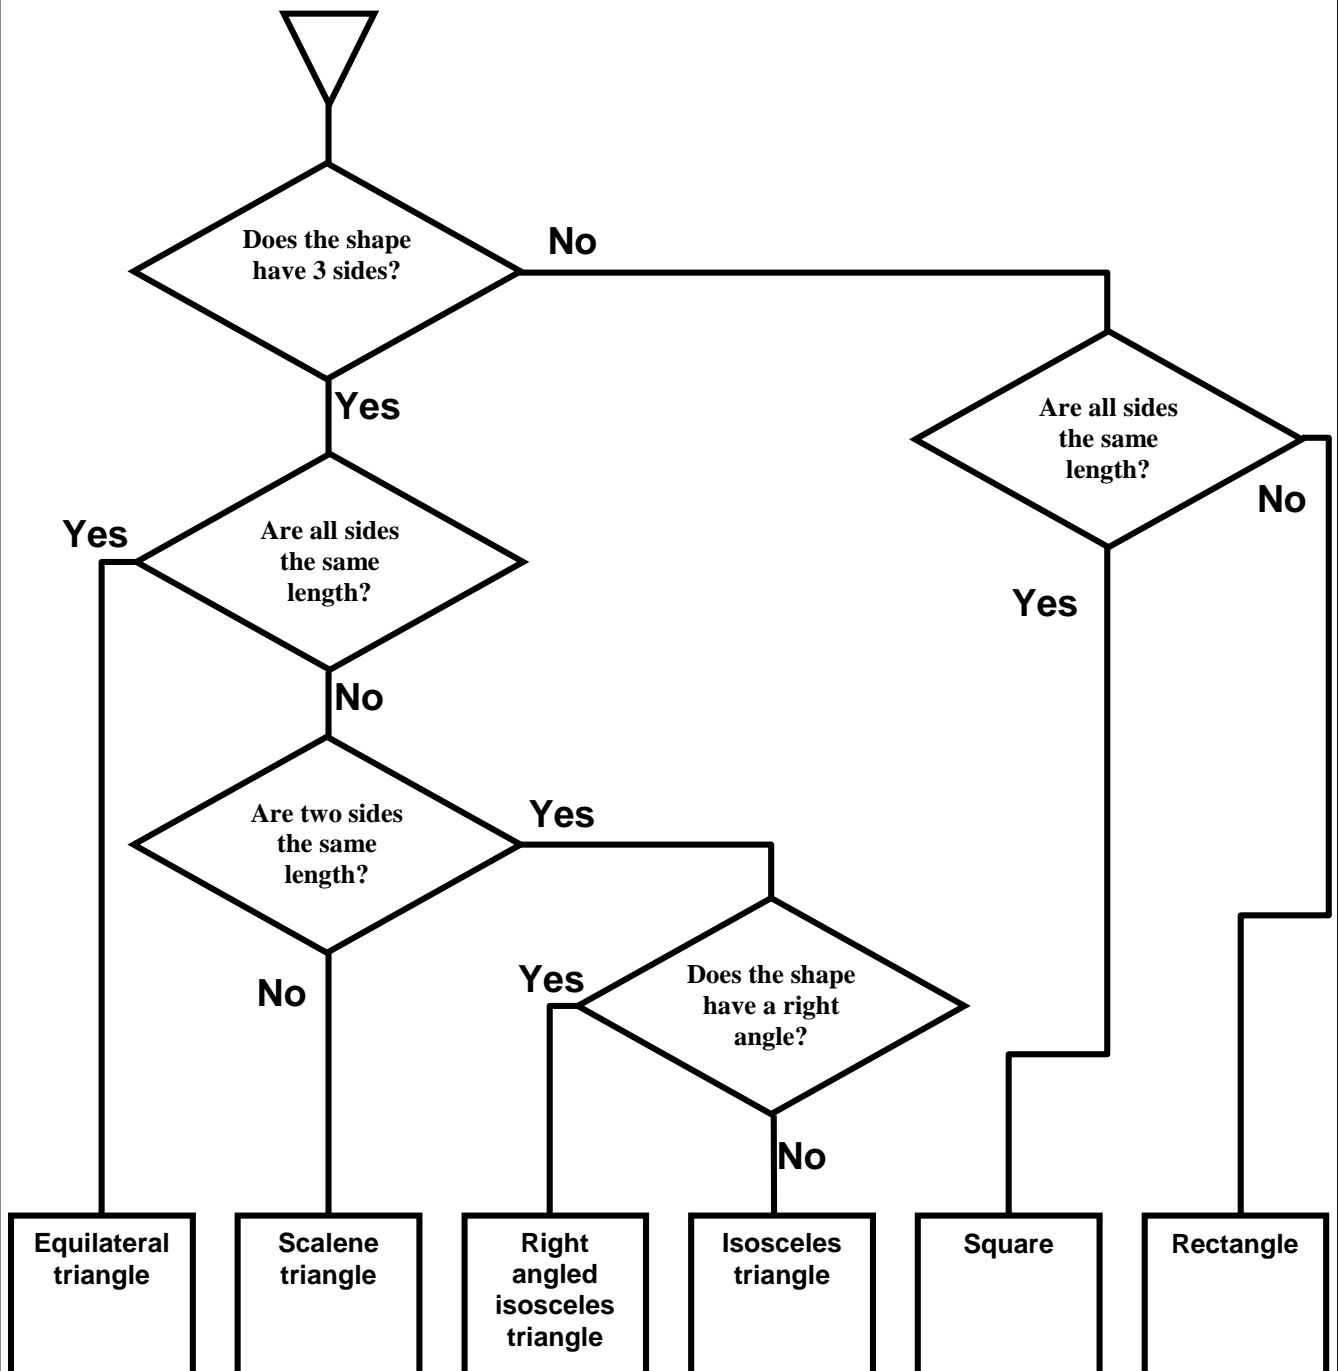 Does the shape
have 3 sides?
No
Yes
Are all sides
the same
length?
No
Yes
Yes
Are all sides
the same
length?
No
Are two sides
the same
length?
Yes
No
Does the shape
have a right
angle?
Yes
No
Equilateral
triangle
Scalene
triangle
Right
angled
isosceles
triangle
Isosceles
triangle
Square
Rectangle